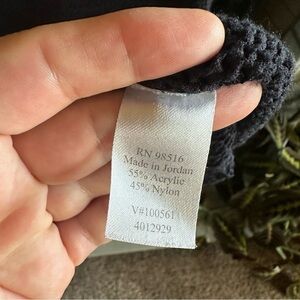 RN 98516
Made in Jordan
55% Acrylic
45% Nylon
V#100561
4012929